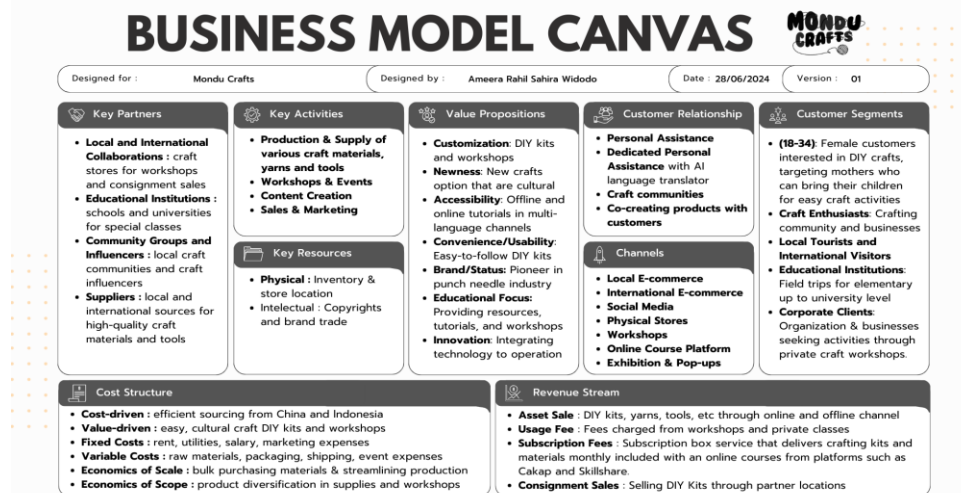 BUSINESS MODEL CANVAS
MONDU
CRAFTS
Designed for : Mondu Crafts
Designed by : Ameera Rahil Sahira Widodo
Date : 28/06/2024
Version : 01
Key Partners
• Local and International
Collaborations : craft
stores for workshops
and consignment sales
• Educational Institutions :
schools and universities
for special classes
• Community Groups and
Influencers : local craft
communities and craft
influencers
• Suppliers : local and
international sources for
high-quality craft
materials and tools
Key Activities
• Production & Supply of
various craft materials,
yarns and tools
• Workshops & Events
• Content Creation
• Sales & Marketing
Key Resources
• Physical : Inventory &
store location
• Intelectual : Copyrights
and brand trade
Value Propositions
• Customization: DIY kits
and workshops
• Newness: New crafts
option that are cultural
• Accessibility: Offline and
online tutorials in multi-
language channels
• Convenience/Usability:
Easy-to-follow DIY kits
• Brand/Status: Pioneer in
punch needle industry
• Educational Focus:
Providing resources,
tutorials, and workshops
• Innovation: Integrating
technology to operation
Customer Relationship
• Personal Assistance
• Dedicated Personal
Assistance with AI
language translator
• Craft communities
• Co-creating products with
customers
Channels
• Local E-commerce
• International E-commerce
• Social Media
• Physical Stores
• Workshops
• Online Course Platform
• Exhibition & Pop-ups
Customer Segments
• (18-34): Female customers
interested in DIY crafts,
targeting mothers who
can bring their children
for easy craft activities
• Craft Enthusiasts: Crafting
community and businesses
• Local Tourists and
International Visitors
• Educational Institutions:
Field trips for elementary
up to university level
• Corporate Clients:
Organization & businesses
seeking activities through
private craft workshops.
Cost Structure
• Cost-driven : efficient sourcing from China and Indonesia
• Value-driven : easy, cultural craft DIY kits and workshops
• Fixed Costs : rent, utilities, salary, marketing expenses
• Variable Costs : raw materials, packaging, shipping, event expenses
• Economics of Scale : bulk purchasing materials & streamlining production
• Economics of Scope : product diversification in supplies and workshops
Revenue Stream
• Asset Sale : DIY kits, yarns, tools, etc through online and offline channel
• Usage Fee : Fees charged from workshops and private classes
• Subscription Fees : Subscription box service that delivers crafting kits and
materials monthly included with an online courses from platforms such as
Cakap and Skillshare.
• Consignment Sales : Selling DIY Kits through partner locations